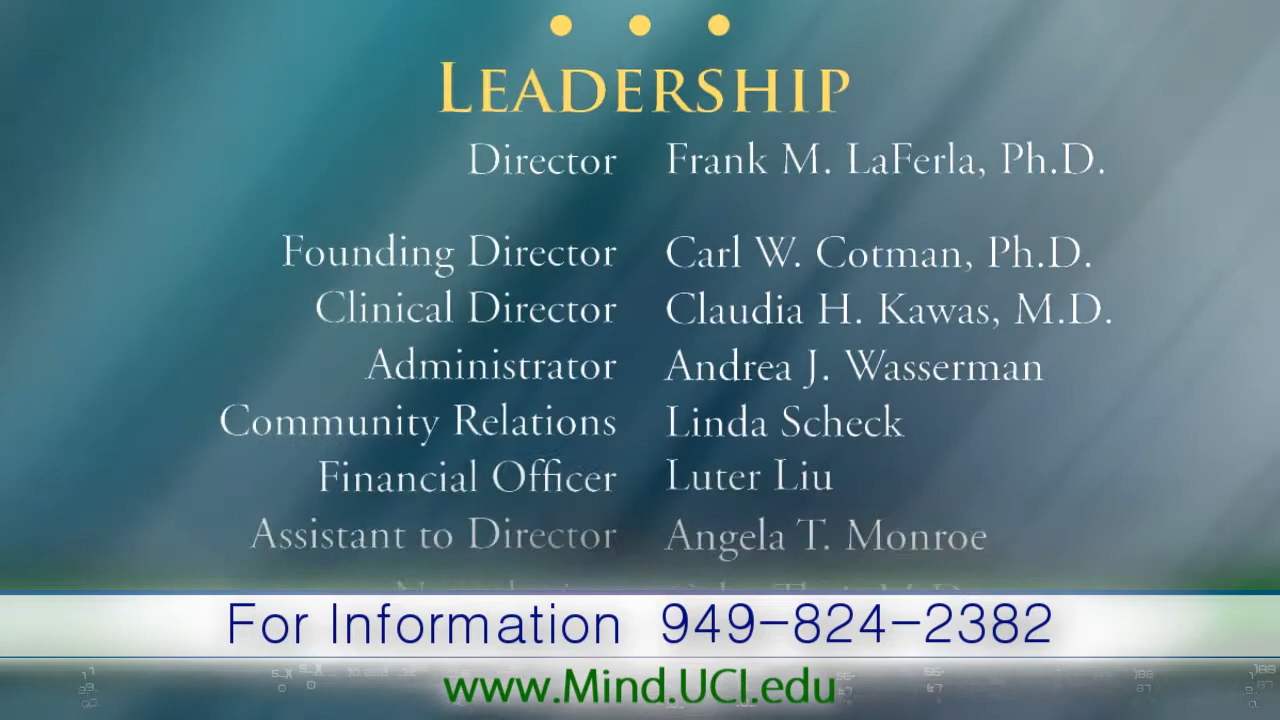 LEADERSHIP
Director Frank M. LaFerla, Ph.D.
Founding Director Carl W. Cotman, Ph.D.
Clinical Director Claudia H. Kawas, M.D.
Administrator Andrea J. Wasserman
Community Relations Linda Scheck
Financial Officer Luter Liu
Assistant to Director Angela T. Monroe
For Information 949-824-2382
www.Mind.UCI.edu